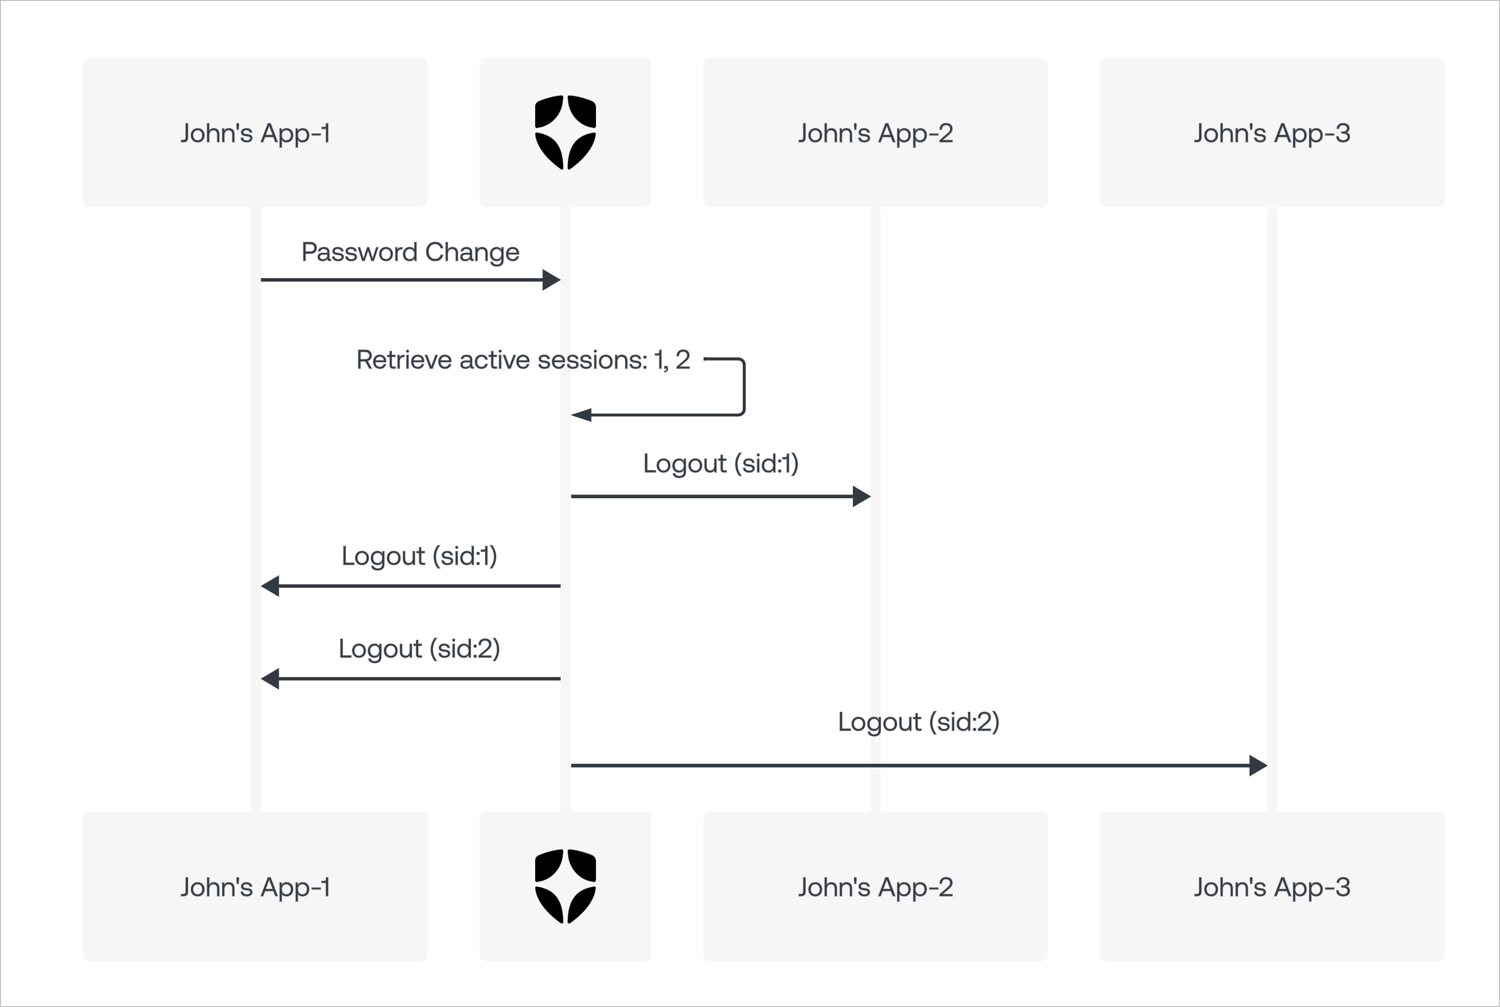 John's App-1
John's App-2
John's App-3
Password Change
Retrieve active sessions: 1, 2
Logout (sid:1)
Logout (sid:1)
Logout (sid:2)
Logout (sid:2)
John's App-1
John's App-2
John's App-3